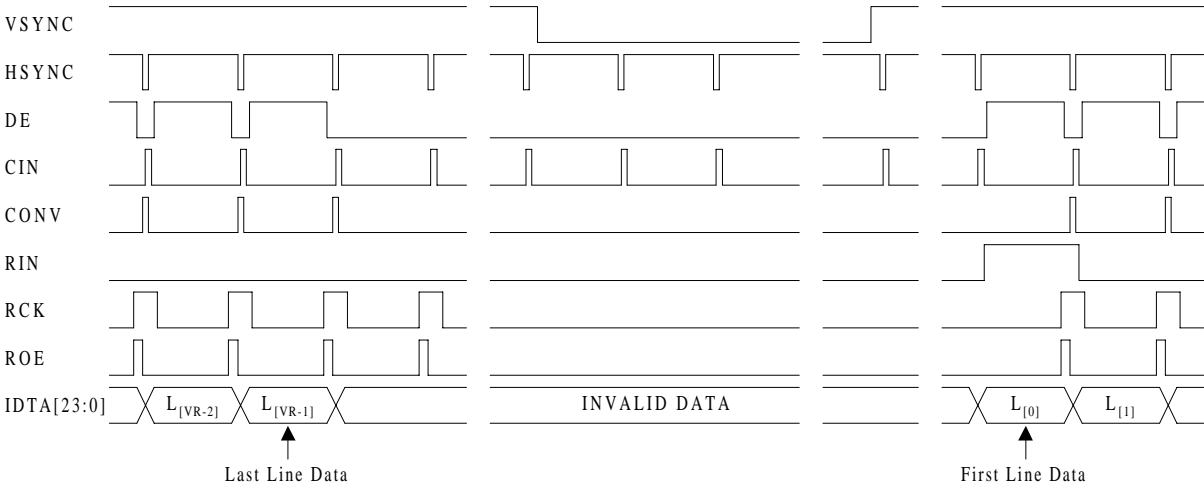 VSYNC
HSYNC
DE
CIN
CONV
RIN
RCK
ROE
IDTA[23:0] L[VR-2] L[VR-1] INVALID DATA L[0] L[1]
Last Line Data First Line Data